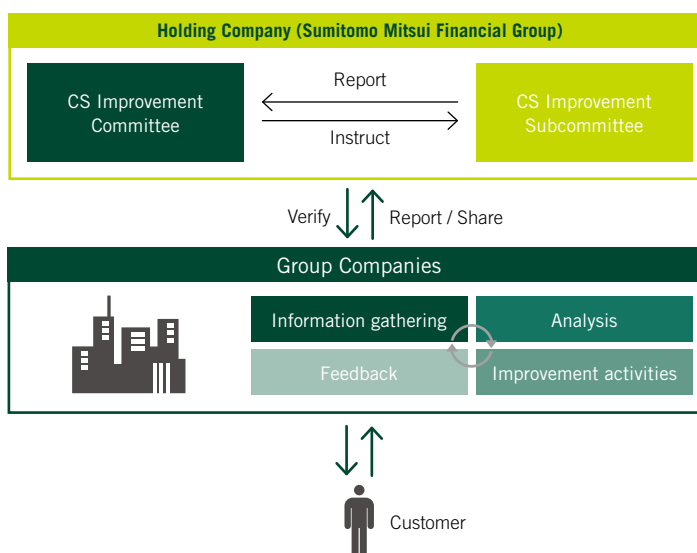 Holding Company (Sumitomo Mitsui Financial Group)
CS Improvement
Committee
Report
Instruct
CS Improvement
Subcommittee
Verify
Report / Share
Group Companies
Information gathering
Analysis
Feedback
Improvement activities
Customer